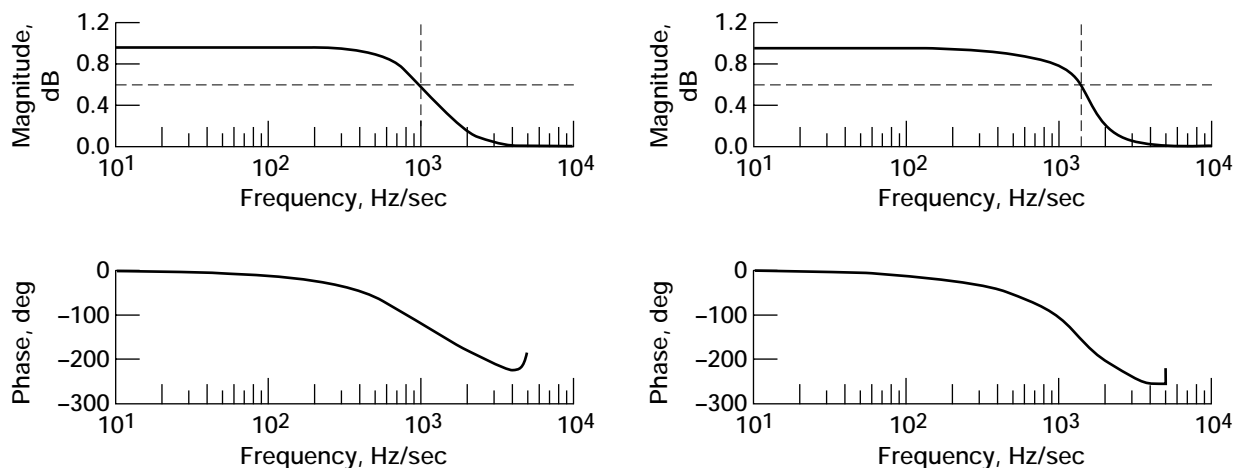 Magnitude, dB
1.2
0.8
0.4
0.0
10¹ 10² 10³ 10⁴
Frequency, Hz/sec
Magnitude, dB
1.2
0.8
0.4
0.0
10¹ 10² 10³ 10⁴
Frequency, Hz/sec
Phase, deg
0
–100
–200
–300
10¹ 10² 10³ 10⁴
Frequency, Hz/sec
Phase, deg
0
–100
–200
–300
10¹ 10² 10³ 10⁴
Frequency, Hz/sec